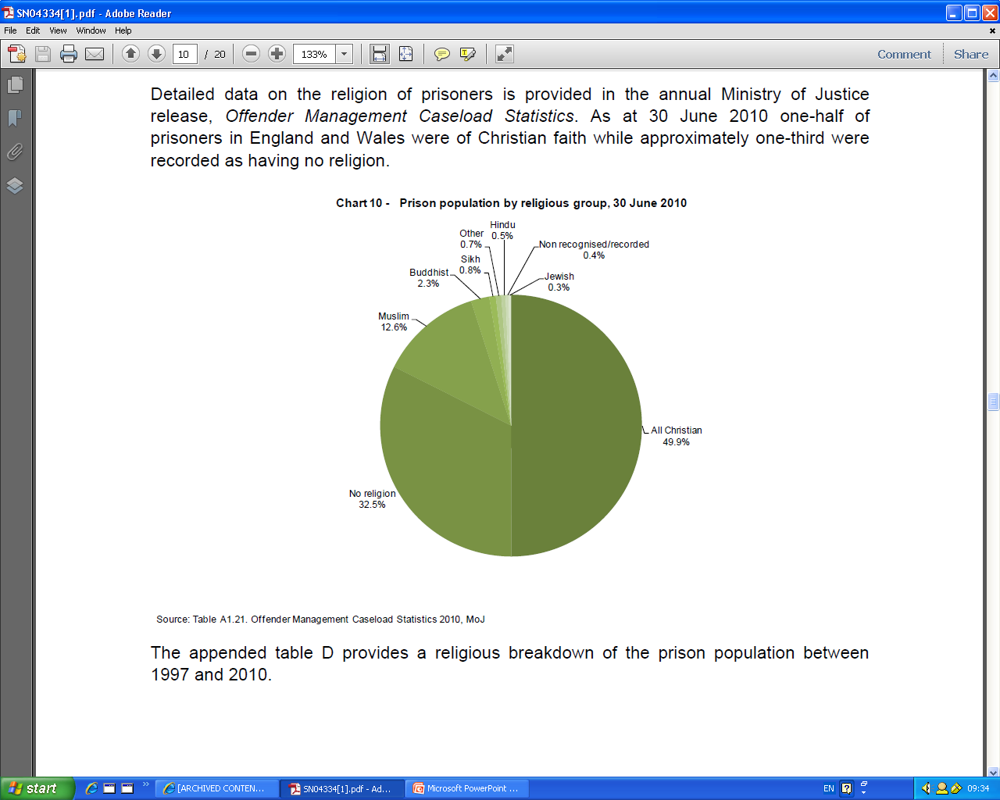 SN04334[1].pdf - Adobe Reader
File Edit View Window Help
10 / 20 133% Comment Share
Detailed data on the religion of prisoners is provided in the annual Ministry of Justice
release, Offender Management Caseload Statistics. As at 30 June 2010 one-half of
prisoners in England and Wales were of Christian faith while approximately one-third were
recorded as having no religion.
Chart 10 - Prison population by religious group, 30 June 2010
Hindu
0.5%
Other
0.7%
Non recognised/recorded
0.4%
Sikh
0.8%
Buddhist
2.3%
Jewish
0.3%
Muslim
12.6%
All Christian
49.9%
No religion
32.5%
Source: Table A1.21. Offender Management Caseload Statistics 2010, MoJ
The appended table D provides a religious breakdown of the prison population between
1997 and 2010.
start [ARCHIVED CONTEN... SN04334[1].pdf - Ad... Microsoft PowerPoint ... EN 09:34